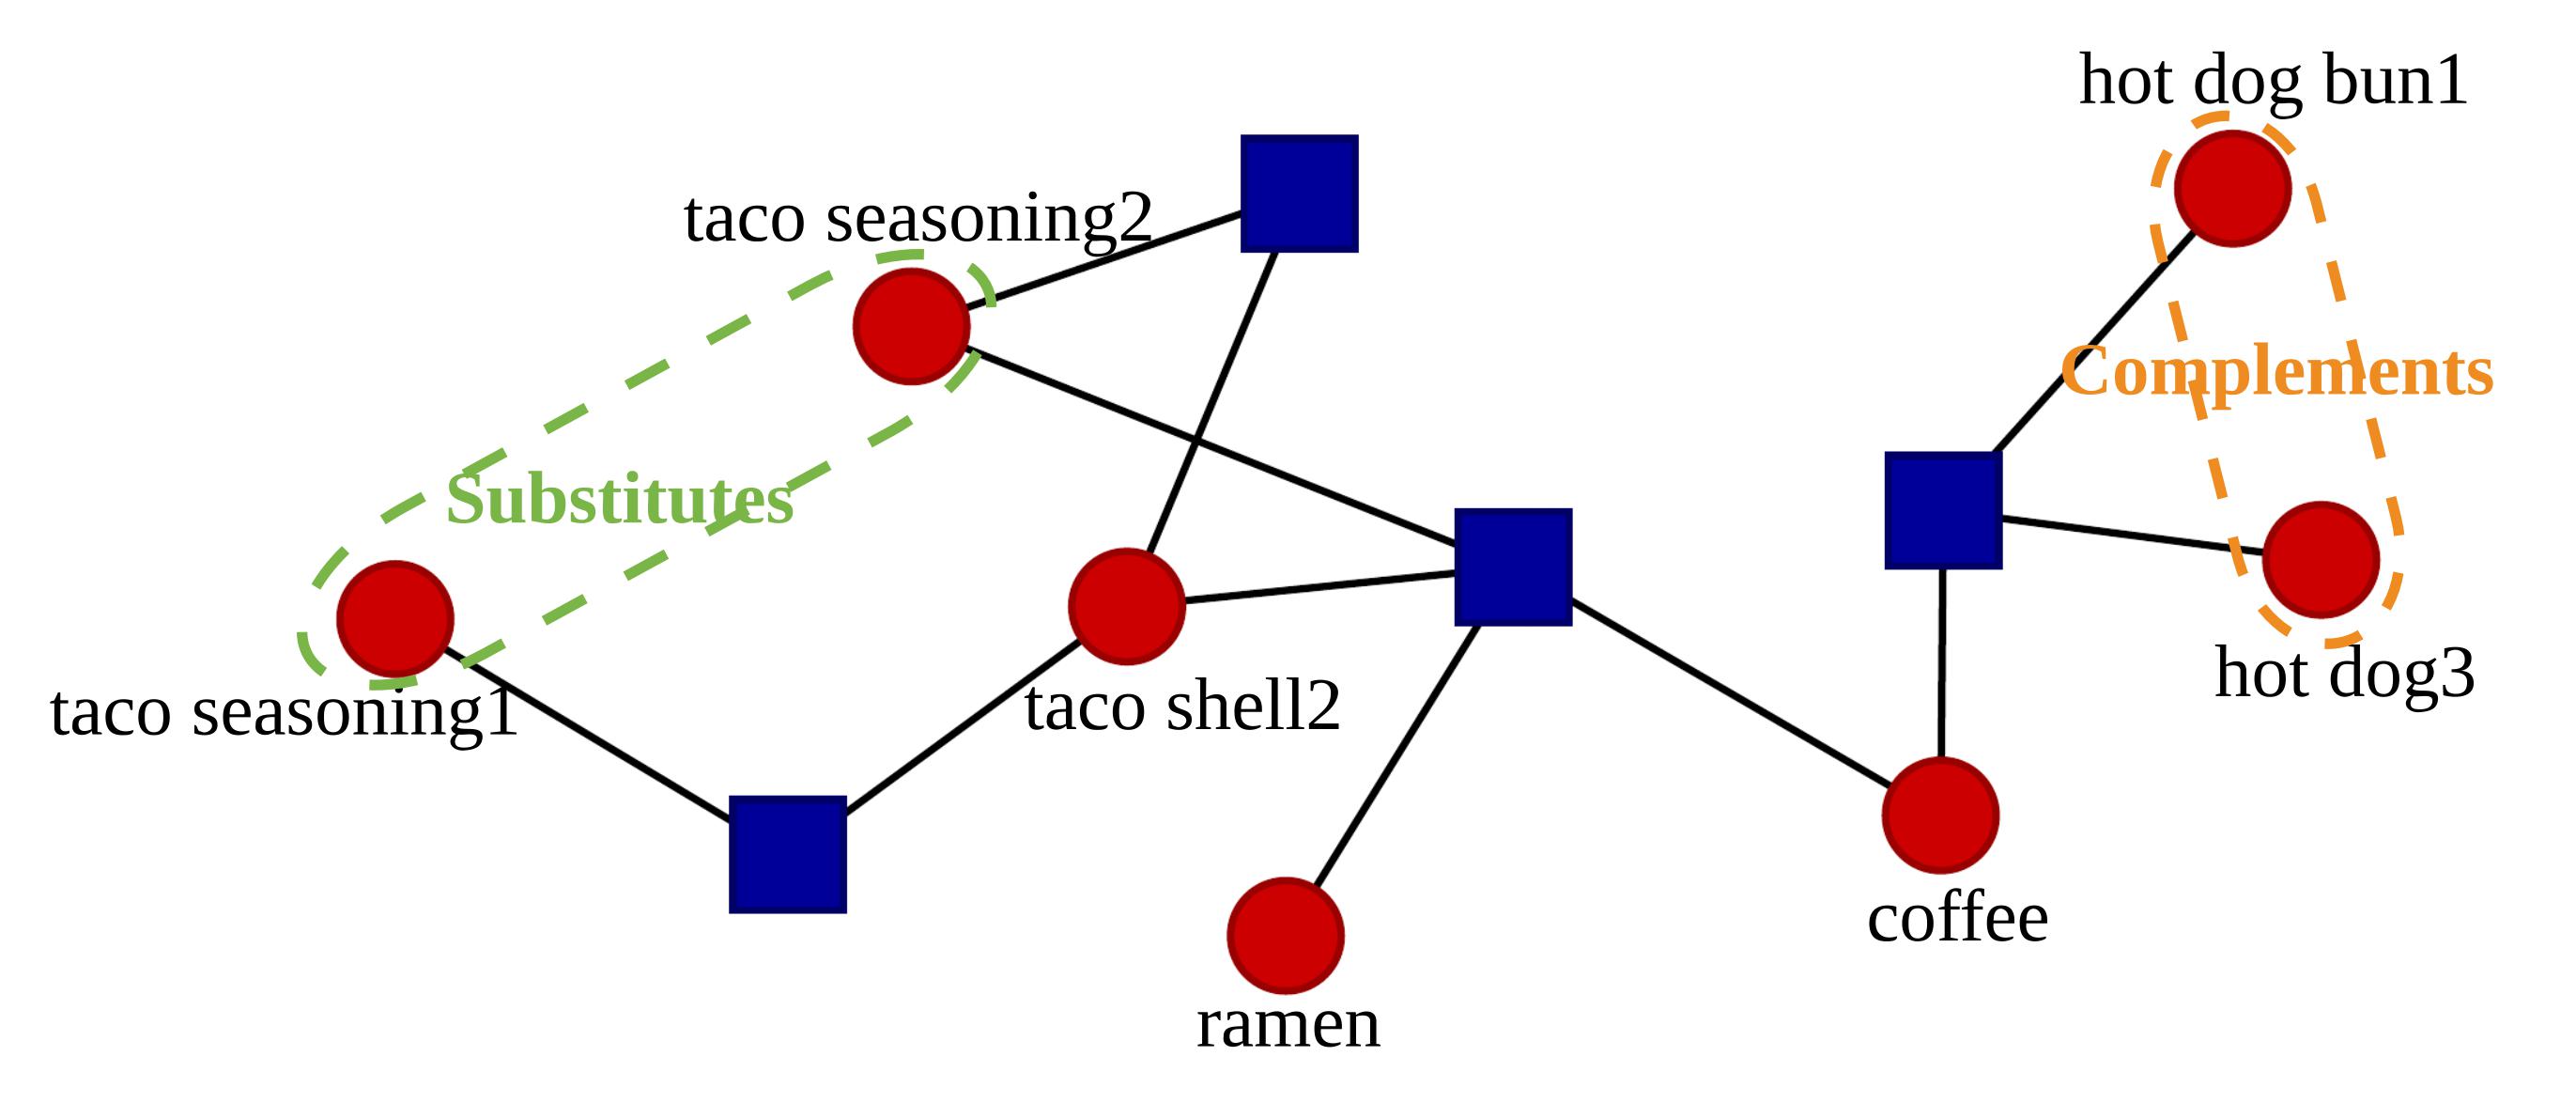 hot dog bun1
taco seasoning2
Complements
Substitutes
hot dog3
taco seasoning1
taco shell2
coffee
ramen